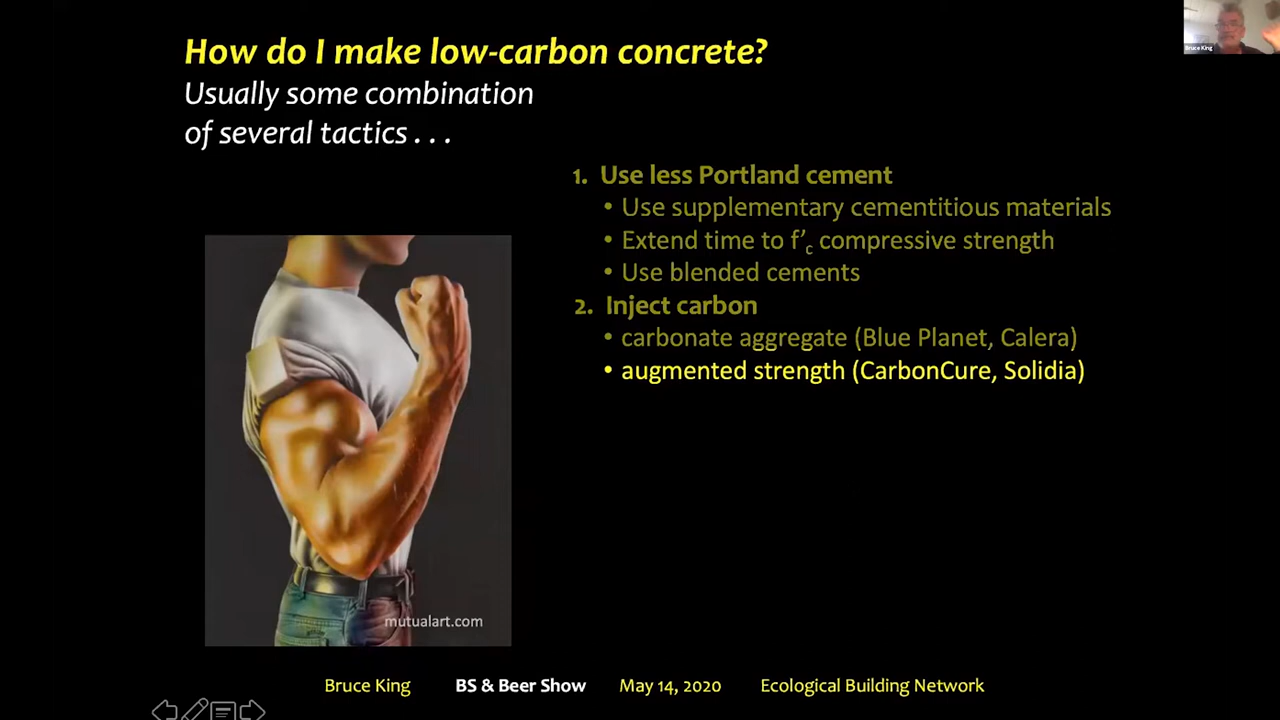 How do I make low-carbon concrete?
Usually some combination
of several tactics . . .
1. Use less Portland cement
• Use supplementary cementitious materials
• Extend time to f’c compressive strength
• Use blended cements
2. Inject carbon
• carbonate aggregate (Blue Planet, Calera)
• augmented strength (CarbonCure, Solidia)
mutualart.com
Bruce King BS & Beer Show May 14, 2020 Ecological Building Network
Bruce King